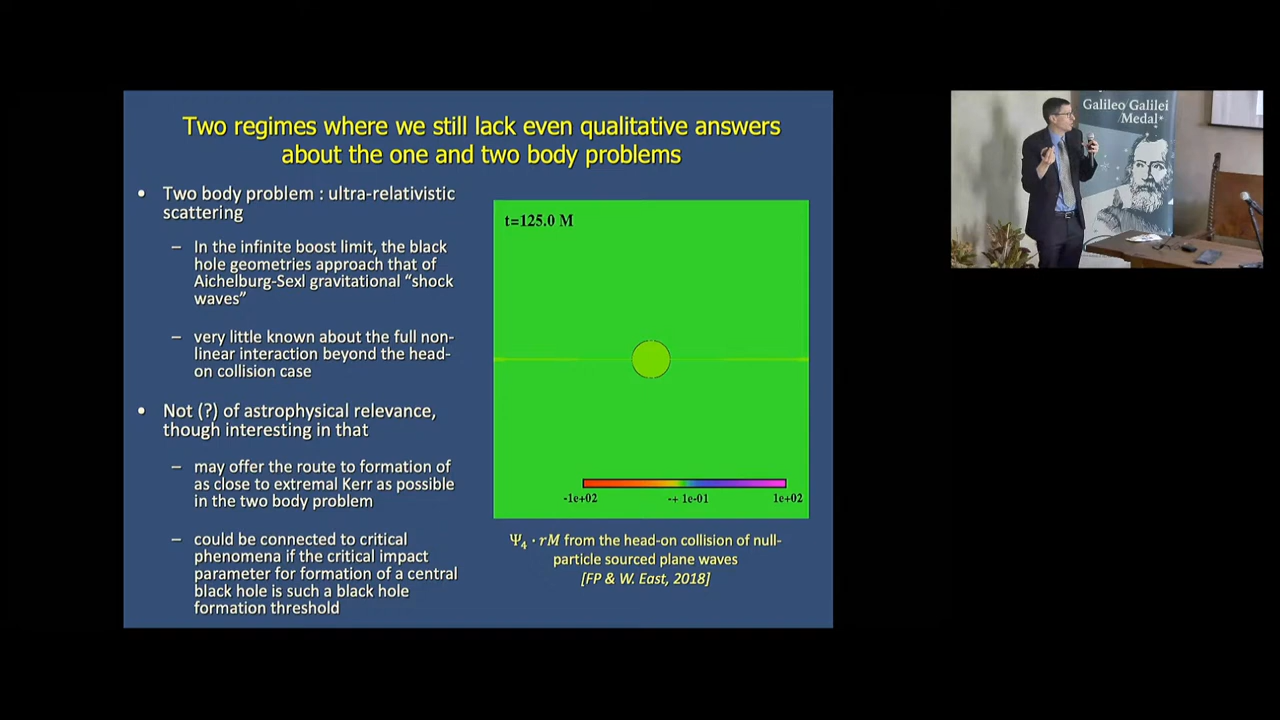 Two regimes where we still lack even qualitative answers
about the one and two body problems
• Two body problem : ultra-relativistic
scattering
– In the infinite boost limit, the black
hole geometries approach that of
Aichelburg-Sexl gravitational “shock
waves”
– very little known about the full non-
linear interaction beyond the head-
on collision case
• Not (?) of astrophysical relevance,
though interesting in that
– may offer the route to formation of
as close to extremal Kerr as possible
in the two body problem
– could be connected to critical
phenomena if the critical impact
parameter for formation of a central
black hole is such a black hole
formation threshold
t=125.0 M
-1e+02 -+ 1e-01 1e+02
Ψ₄ · rM from the head-on collision of null-
particle sourced plane waves
[FP & W. East, 2018]
Galileo Galilei
Medal